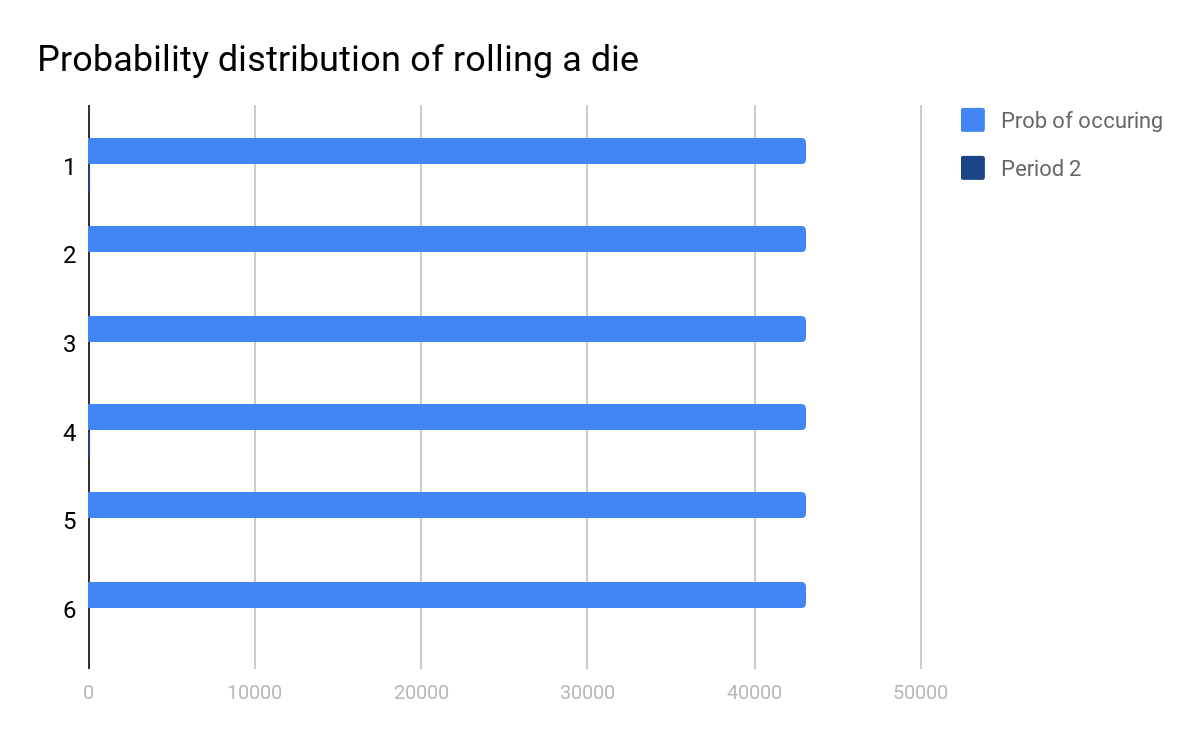 Probability distribution of rolling a die
Prob of occuring
Period 2
1
2
3
4
5
6
0 10000 20000 30000 40000 50000